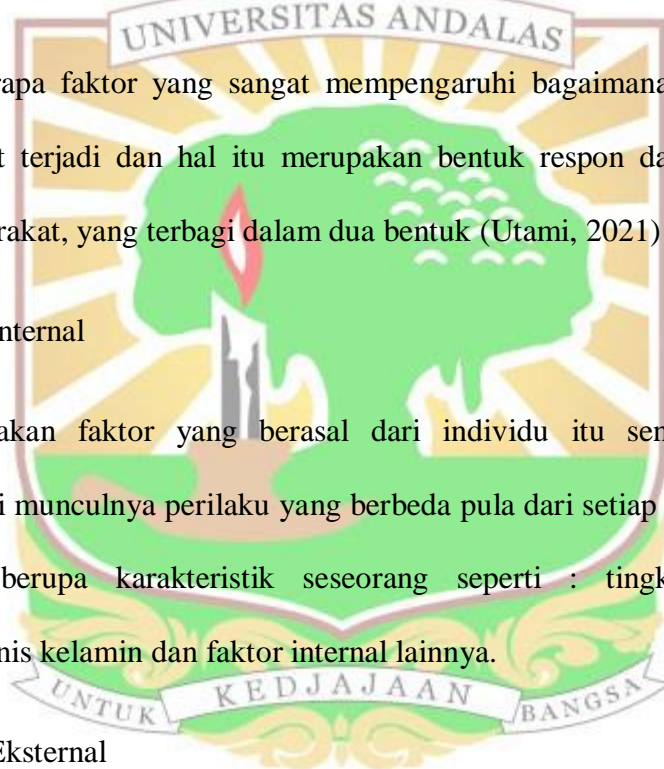 UNIVERSITAS ANDALAS
rapa faktor yang sangat mempengaruhi bagaimana
t terjadi dan hal itu merupakan bentuk respon da
rakat, yang terbagi dalam dua bentuk (Utami, 2021)
nternal
akan faktor yang berasal dari individu itu sen
i munculnya perilaku yang berbeda pula dari setiap
berupa karakteristik seseorang seperti : tingk
nis kelamin dan faktor internal lainnya.
UNTUK KEDJAJAAN BANGSA
Eksternal